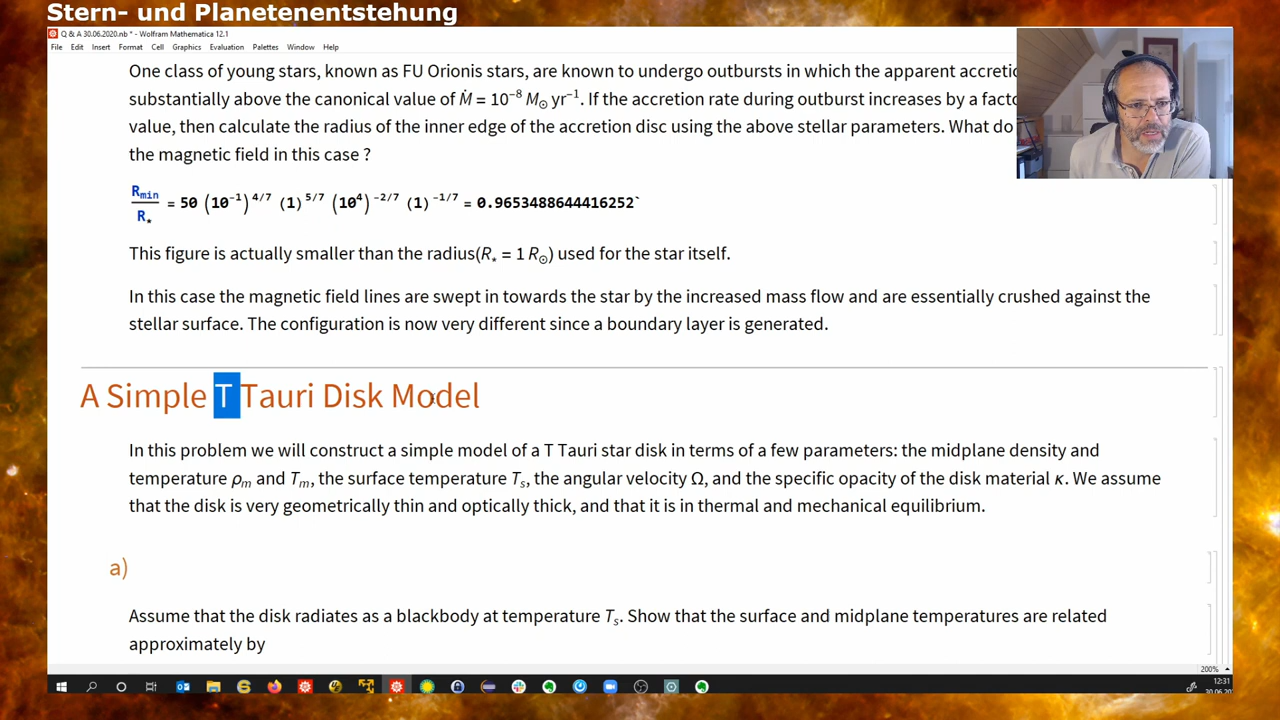 Stern- und Planetenentstehung
Q & A 30.06.2020.nb * - Wolfram Mathematica 12.1
File Edit Insert Format Cell Graphics Evaluation Palettes Window Help
One class of young stars, known as FU Orionis stars, are known to undergo outbursts in which the apparent accretio
substantially above the canonical value of Ṁ = 10⁻⁸ M⊙ yr⁻¹. If the accretion rate during outburst increases by a facto
value, then calculate the radius of the inner edge of the accretion disc using the above stellar parameters. What do
the magnetic field in this case ?
Rmin/R⋆ = 50 (10⁻¹)^4/7 (1)^5/7 (10⁴)^-2/7 (1)^-1/7 = 0.9653488644416252`
This figure is actually smaller than the radius(R⋆ = 1 R⊙) used for the star itself.
In this case the magnetic field lines are swept in towards the star by the increased mass flow and are essentially crushed against the
stellar surface. The configuration is now very different since a boundary layer is generated.
A Simple T Tauri Disk Model
In this problem we will construct a simple model of a T Tauri star disk in terms of a few parameters: the midplane density and
temperature ρm and Tm, the surface temperature Ts, the angular velocity Ω, and the specific opacity of the disk material κ. We assume
that the disk is very geometrically thin and optically thick, and that it is in thermal and mechanical equilibrium.
a)
Assume that the disk radiates as a blackbody at temperature Ts. Show that the surface and midplane temperatures are related
approximately by
200%
12:31
30.06.20